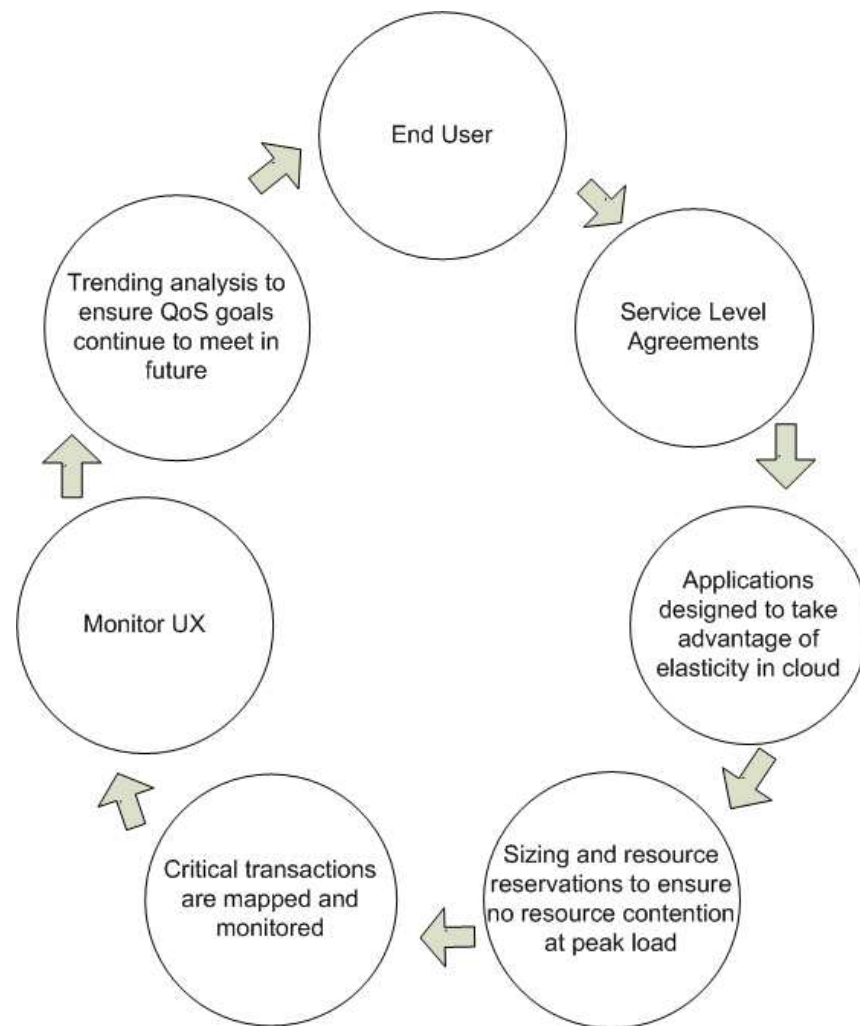 End User
Service Level
Agreements
Applications
designed to take
advantage of
elasticity in cloud
Sizing and resource
reservations to ensure
no resource contention
at peak load
Critical transactions
are mapped and
monitored
Monitor UX
Trending analysis to
ensure QoS goals
continue to meet in
future